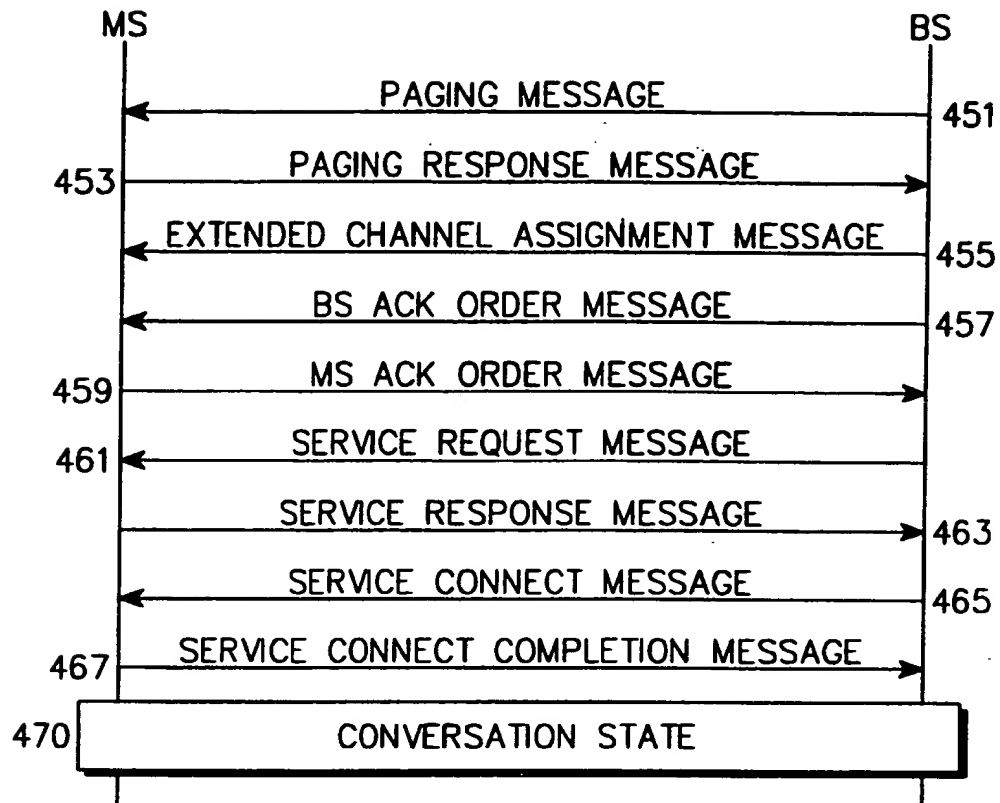 MS BS
PAGING MESSAGE
451
PAGING RESPONSE MESSAGE
453
EXTENDED CHANNEL ASSIGNMENT MESSAGE
455
BS ACK ORDER MESSAGE
457
MS ACK ORDER MESSAGE
459
SERVICE REQUEST MESSAGE
461
SERVICE RESPONSE MESSAGE
463
SERVICE CONNECT MESSAGE
465
SERVICE CONNECT COMPLETION MESSAGE
467
470 CONVERSATION STATE